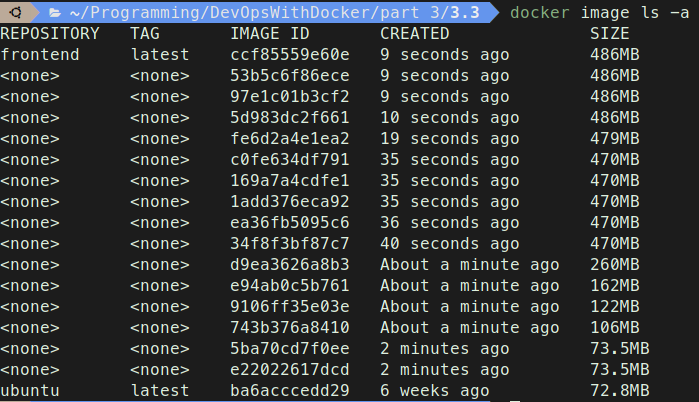 ~/Programming/DevOpsWithDocker/part 3/3.3 docker image ls -a
REPOSITORY TAG IMAGE ID CREATED SIZE
frontend latest ccf85559e60e 9 seconds ago 486MB
<none> <none> 53b5c6f86ece 9 seconds ago 486MB
<none> <none> 97e1c01b3cf2 9 seconds ago 486MB
<none> <none> 5d983dc2f661 10 seconds ago 486MB
<none> <none> fe6d2a4e1ea2 19 seconds ago 479MB
<none> <none> c0fe634df791 35 seconds ago 470MB
<none> <none> 169a7a4cdfe1 35 seconds ago 470MB
<none> <none> 1add376eca92 35 seconds ago 470MB
<none> <none> ea36fb5095c6 36 seconds ago 470MB
<none> <none> 34f8f3bf87c7 40 seconds ago 470MB
<none> <none> d9ea3626a8b3 About a minute ago 260MB
<none> <none> e94ab0c5b761 About a minute ago 162MB
<none> <none> 9106ff35e03e About a minute ago 122MB
<none> <none> 743b376a8410 About a minute ago 106MB
<none> <none> 5ba70cd7f0ee 2 minutes ago 73.5MB
<none> <none> e22022617dcd 2 minutes ago 73.5MB
ubuntu latest ba6acccedd29 6 weeks ago 72.8MB